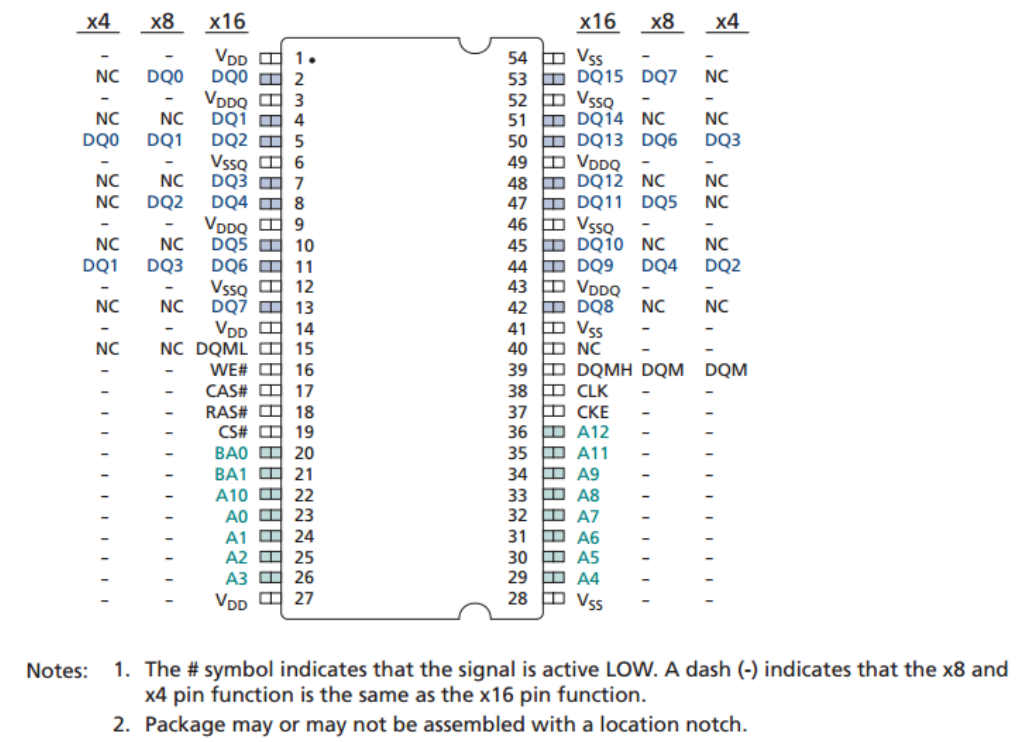 x4 x8 x16 x16 x8 x4
- - VDD 1 54 VSS - -
NC DQ0 DQ0 2 53 DQ15 DQ7 NC
- - VDDQ 3 52 VSSQ - -
NC NC DQ1 4 51 DQ14 NC NC
DQ0 DQ1 DQ2 5 50 DQ13 DQ6 DQ3
- - VSSQ 6 49 VDDQ - -
NC NC DQ3 7 48 DQ12 NC NC
NC DQ2 DQ4 8 47 DQ11 DQ5 NC
- - VDDQ 9 46 VSSQ - -
NC NC DQ5 10 45 DQ10 NC NC
DQ1 DQ3 DQ6 11 44 DQ9 DQ4 DQ2
- - VSSQ 12 43 VDDQ - -
NC NC DQ7 13 42 DQ8 NC NC
- - VDD 14 41 VSS - -
NC NC DQML 15 40 NC - -
- - WE# 16 39 DQMH DQM DQM
- - CAS# 17 38 CLK - -
- - RAS# 18 37 CKE - -
- - CS# 19 36 A12 - -
- - BA0 20 35 A11 - -
- - BA1 21 34 A9 - -
- - A10 22 33 A8 - -
- - A0 23 32 A7 - -
- - A1 24 31 A6 - -
- - A2 25 30 A5 - -
- - A3 26 29 A4 - -
- - VDD 27 28 VSS - -
Notes: 1. The # symbol indicates that the signal is active LOW. A dash (-) indicates that the x8 and
x4 pin function is the same as the x16 pin function.
2. Package may or may not be assembled with a location notch.